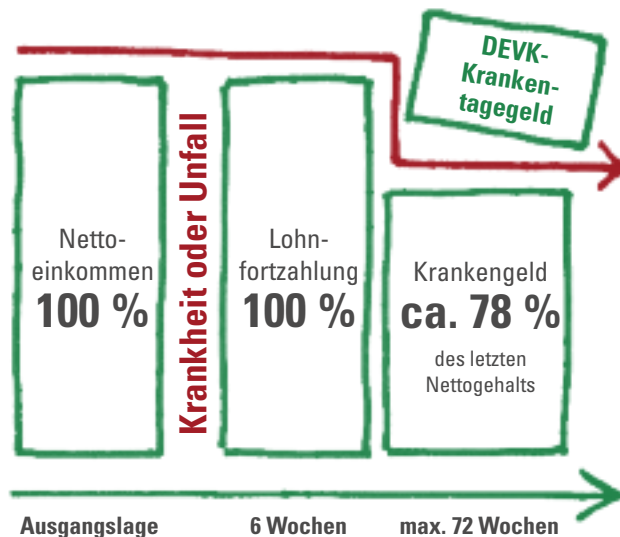 DEVK-
Kranken-
tagegeld
Netto-
einkommen
100 %
Krankheit oder Unfall
Lohn-
fortzahlung
100 %
Krankengeld
ca. 78 %
des letzten
Nettogehalts
Ausgangslage
6 Wochen
max. 72 Wochen